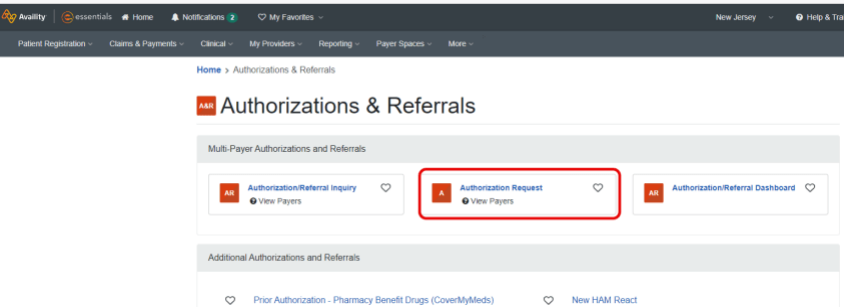 Availity essentials Home Notifications 2 My Favorites New Jersey Help & Tra
Patient Registration Claims & Payments Clinical My Providers Reporting Payer Spaces More
Home > Authorizations & Referrals
A&R Authorizations & Referrals
Multi-Payer Authorizations and Referrals
AR Authorization/Referral Inquiry A Authorization Request AR Authorization/Referral Dashboard
? View Payers ? View Payers
Additional Authorizations and Referrals
Prior Authorization - Pharmacy Benefit Drugs (CoverMyMeds) New HAM React